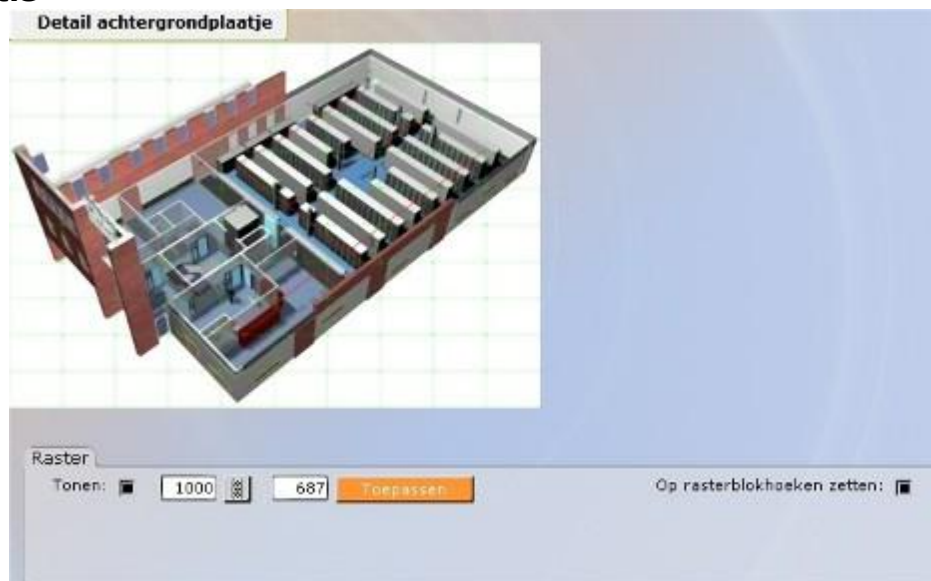 Detail achtergrondplaatje
Raster
Tonen: 1000 687 Toepassen Op rasterblokhoeken zetten: